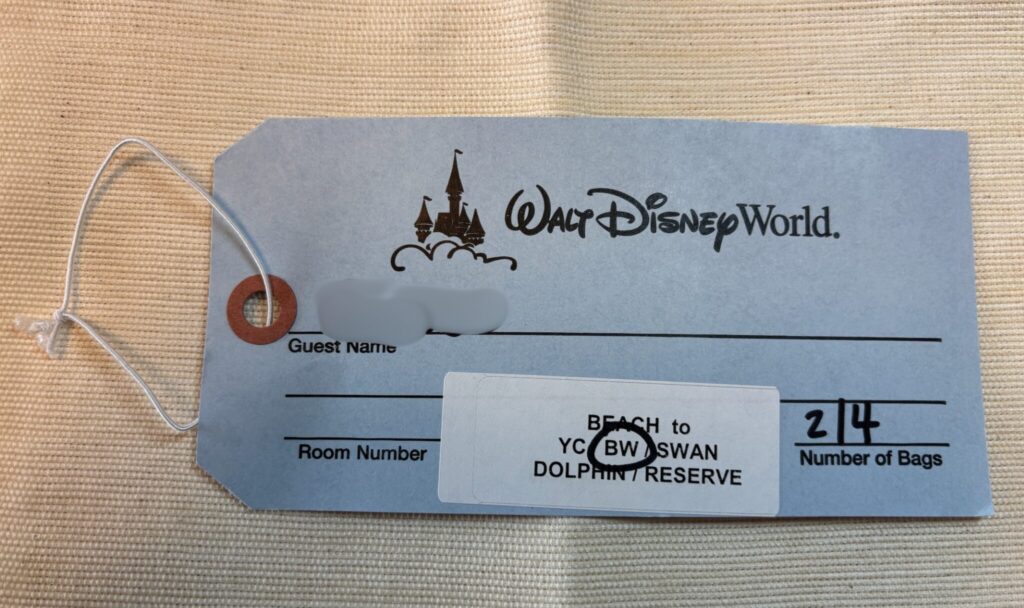 WALT DISNEY World.
Guest Name
BEACH to
YC / BW / SWAN
DOLPHIN / RESERVE
2/4
Room Number
Number of Bags